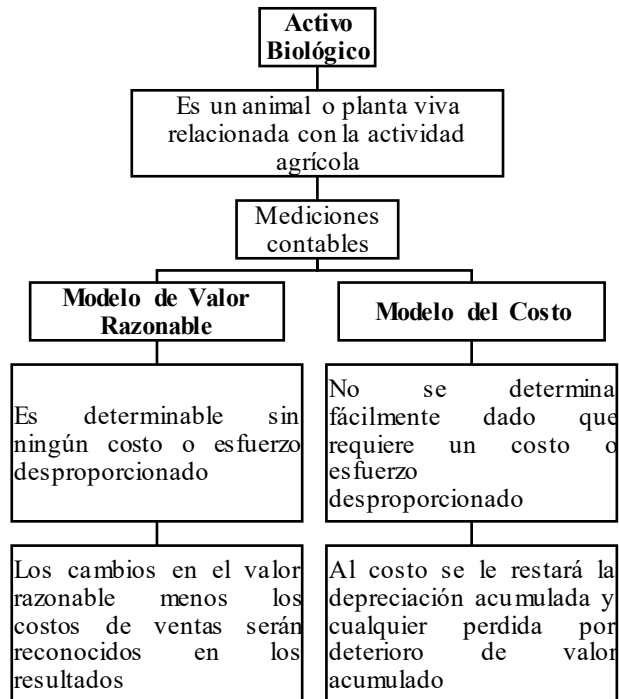 Activo
Biológico
Es un animal o planta viva
relacionada con la actividad
agrícola
Mediciones
contables
Modelo de Valor
Razonable
Modelo del Costo
Es determinable sin
ningún costo o esfuerzo
desproporcionado
No se determina
fácilmente dado que
requiere un costo o
esfuerzo
desproporcionado
Los cambios en el valor
razonable menos los
costos de ventas serán
reconocidos en los
resultados
Al costo se le restará la
depreciación acumulada y
cualquier perdida por
deterioro de valor
acumulado